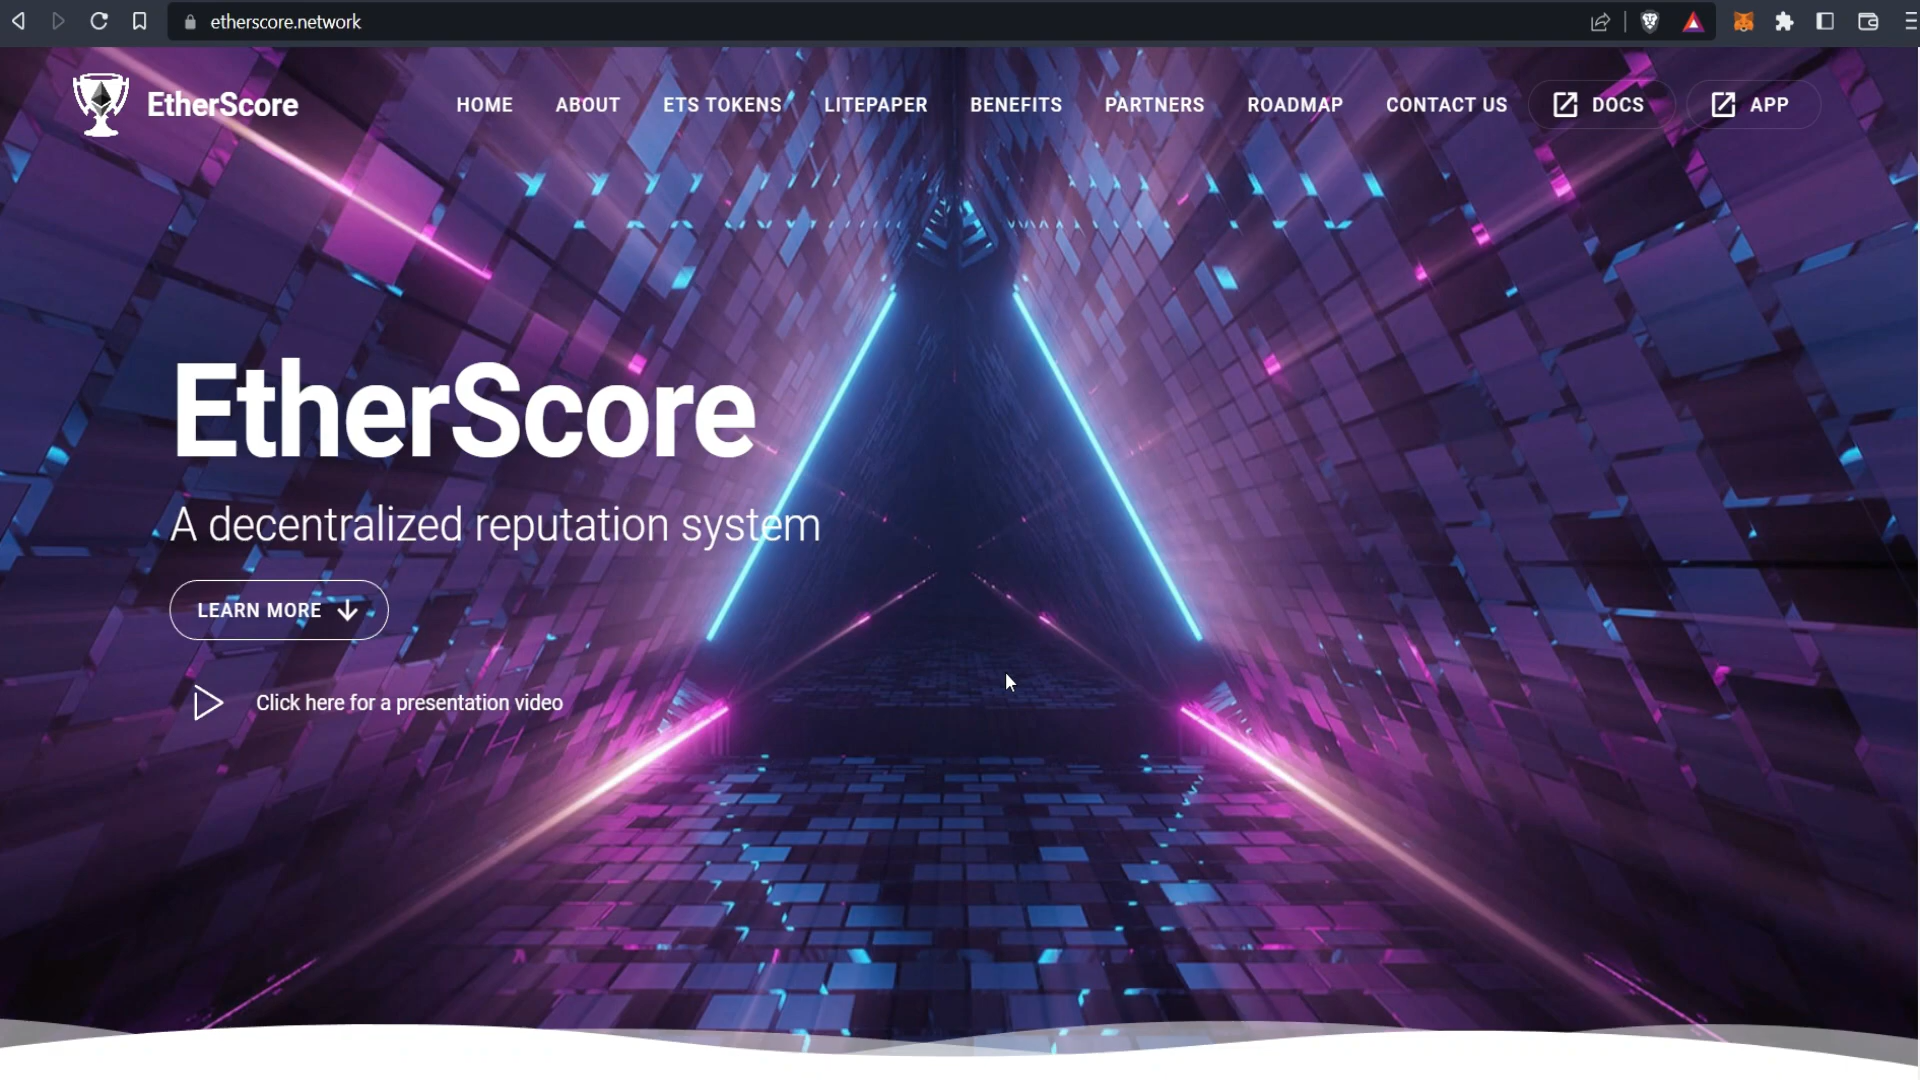 etherscore.network
EtherScore
HOME ABOUT ETS TOKENS LITEPAPER BENEFITS PARTNERS ROADMAP CONTACT US DOCS APP
EtherScore
A decentralized reputation system
LEARN MORE
Click here for a presentation video